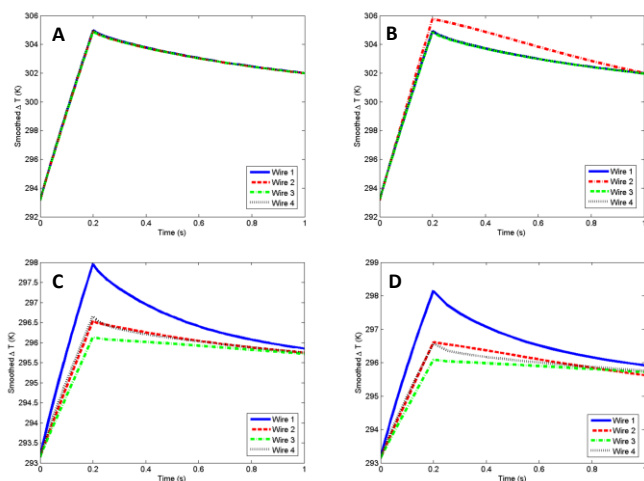 A
Smoothed Δ T (K)
306
304
302
300
298
296
294
292
0
0.2
0.4
0.6
0.8
1
Time (s)
Wire 1
Wire 2
Wire 3
Wire 4
B
Smoothed Δ T (K)
306
304
302
300
298
296
294
292
0
0.2
0.4
0.6
0.8
1
Time (s)
Wire 1
Wire 2
Wire 3
Wire 4
C
Smoothed Δ T (K)
298
297.5
297
296.5
296
295.5
295
294.5
294
293.5
293
0
0.2
0.4
0.6
0.8
1
Time (s)
Wire 1
Wire 2
Wire 3
Wire 4
D
Smoothed Δ T (K)
299
298
297
296
295
294
293
0
0.2
0.4
0.6
0.8
1
Time (s)
Wire 1
Wire 2
Wire 3
Wire 4